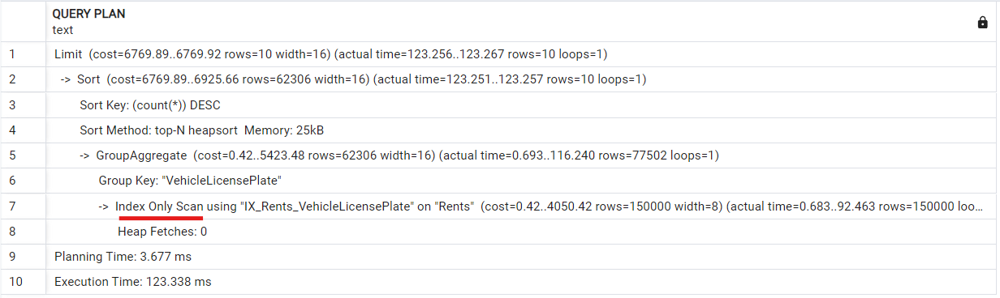 QUERY PLAN
text
1 Limit (cost=6769.89..6769.92 rows=10 width=16) (actual time=123.256..123.267 rows=10 loops=1)
2 -> Sort (cost=6769.89..6925.66 rows=62306 width=16) (actual time=123.251..123.257 rows=10 loops=1)
3 Sort Key: (count(*)) DESC
4 Sort Method: top-N heapsort Memory: 25kB
5 -> GroupAggregate (cost=0.42..5423.48 rows=62306 width=16) (actual time=0.693..116.240 rows=77502 loops=1)
6 Group Key: "VehicleLicensePlate"
7 -> Index Only Scan using "IX_Rents_VehicleLicensePlate" on "Rents" (cost=0.42..4050.42 rows=150000 width=8) (actual time=0.683..92.463 rows=150000 loo...
8 Heap Fetches: 0
9 Planning Time: 3.677 ms
10 Execution Time: 123.338 ms